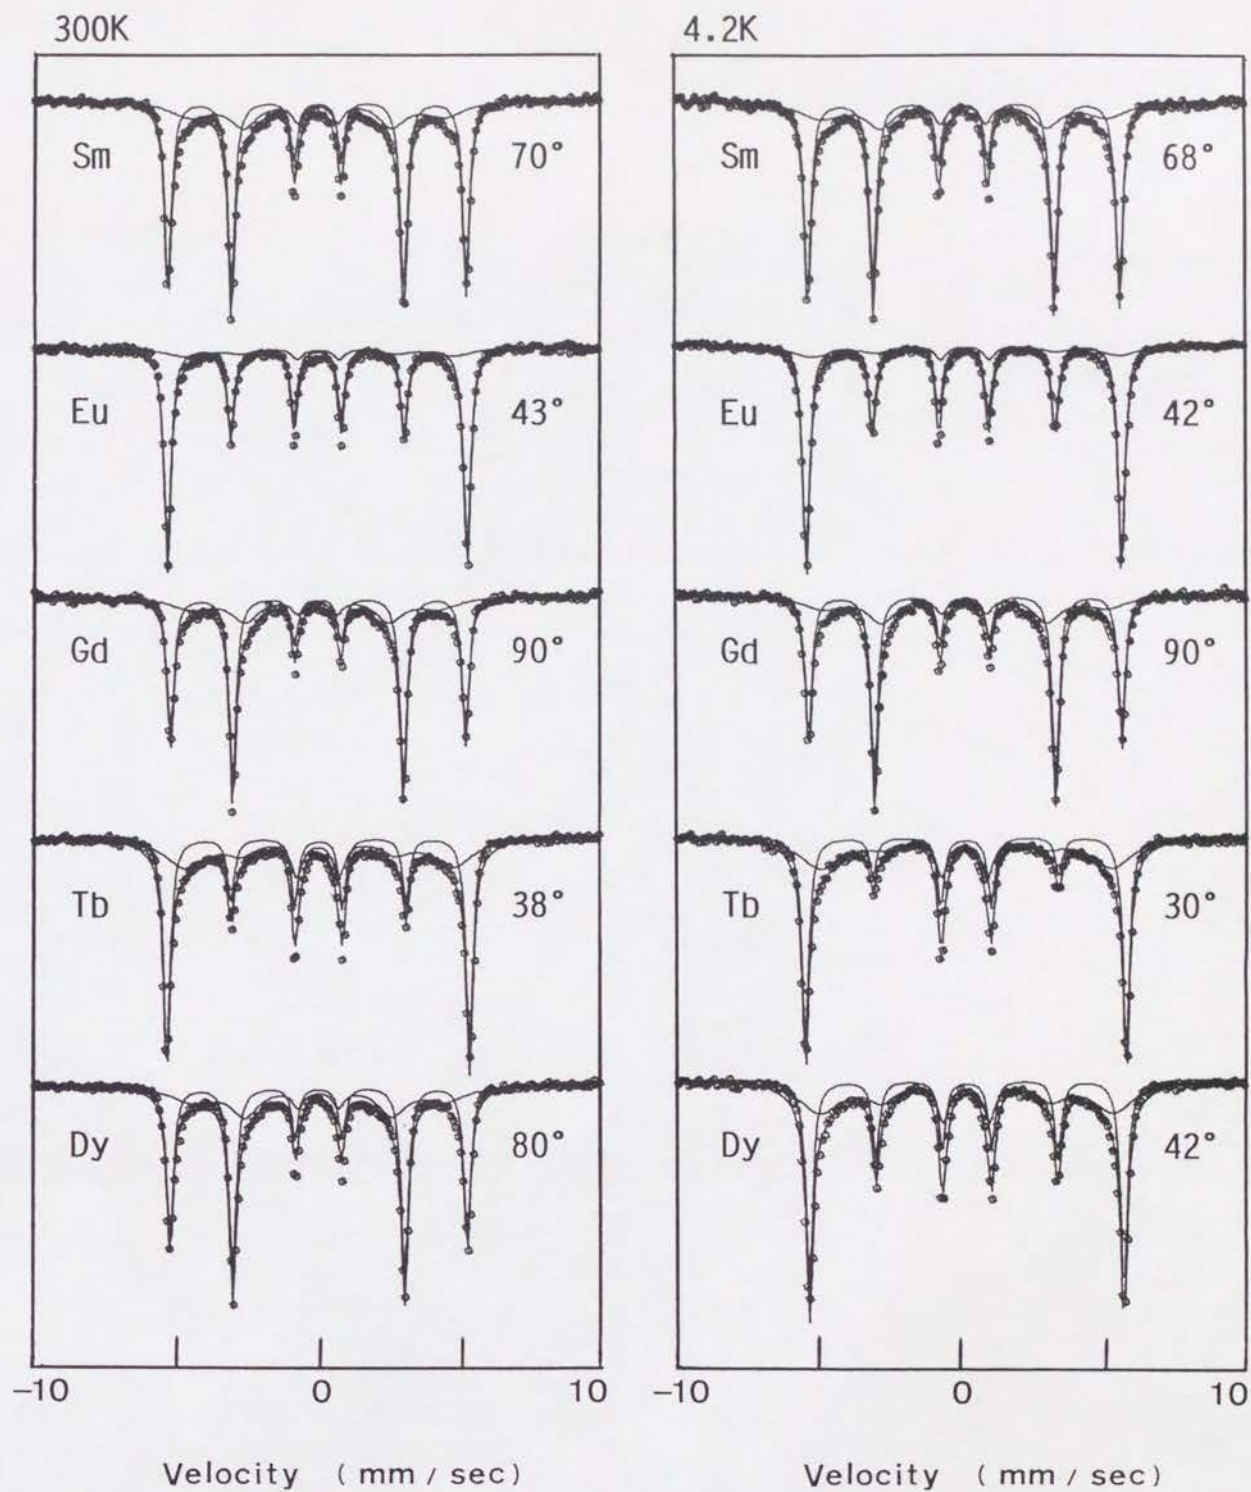 300K
Sm 70°
Eu 43°
Gd 90°
Tb 38°
Dy 80°
−10 0 10
Velocity (mm/sec)
4.2K
Sm 68°
Eu 42°
Gd 90°
Tb 30°
Dy 42°
−10 0 10
Velocity (mm/sec)